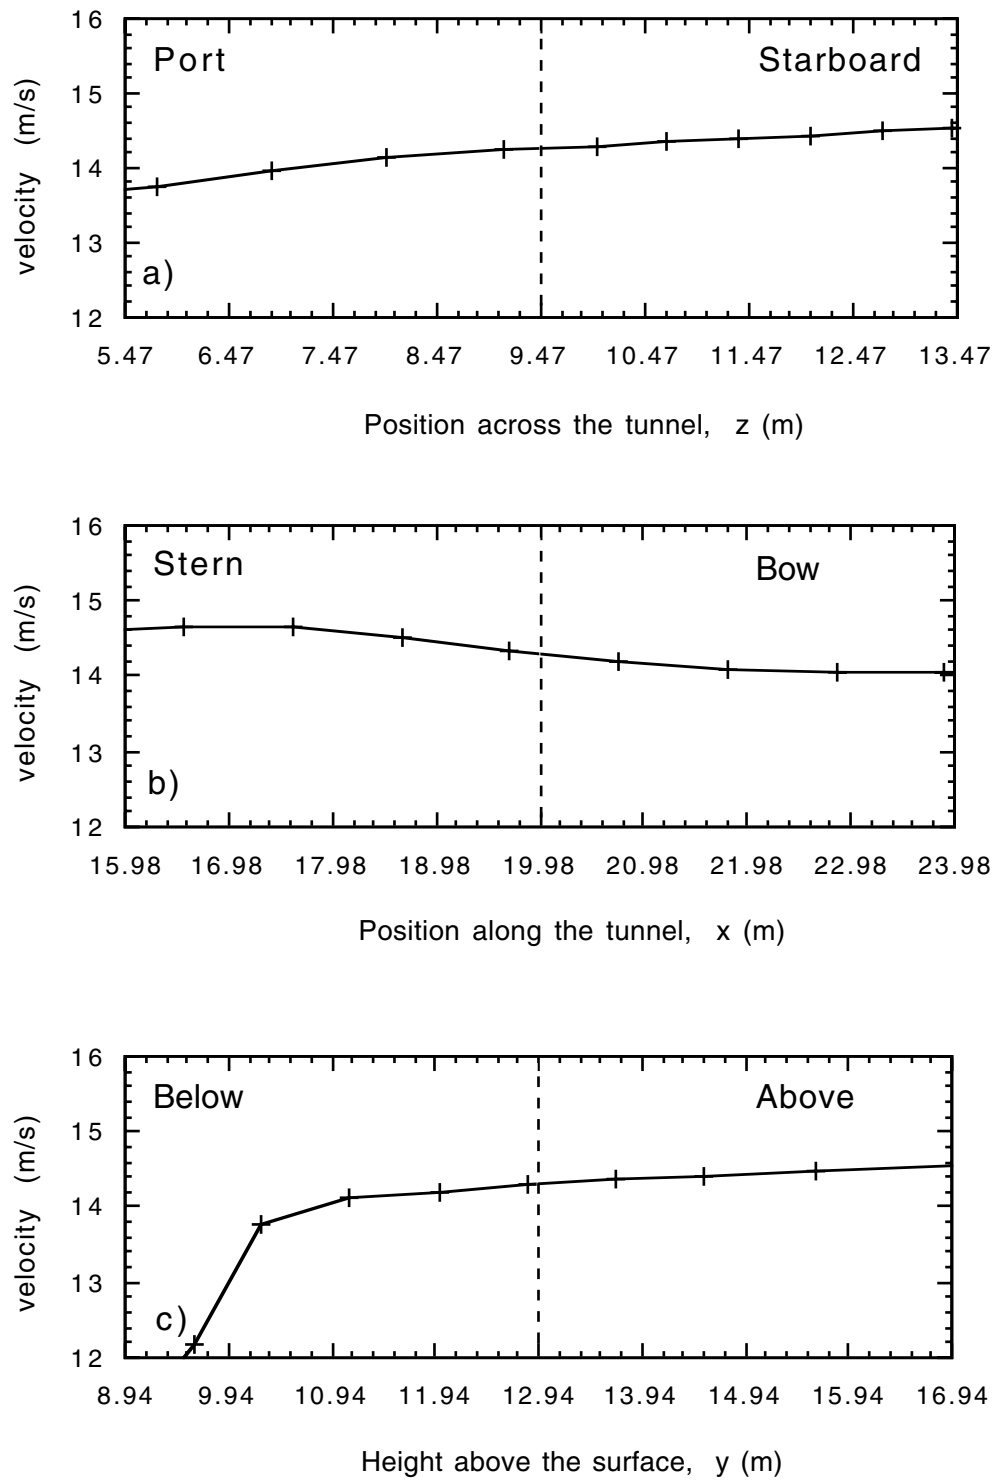 16
Port Starboard
15
14
13
a)
12
velocity (m/s)
5.47 6.47 7.47 8.47 9.47 10.47 11.47 12.47 13.47
Position across the tunnel, z (m)
16
Stern Bow
15
14
13
b)
12
velocity (m/s)
15.98 16.98 17.98 18.98 19.98 20.98 21.98 22.98 23.98
Position along the tunnel, x (m)
16
Below Above
15
14
13
c)
12
velocity (m/s)
8.94 9.94 10.94 11.94 12.94 13.94 14.94 15.94 16.94
Height above the surface, y (m)